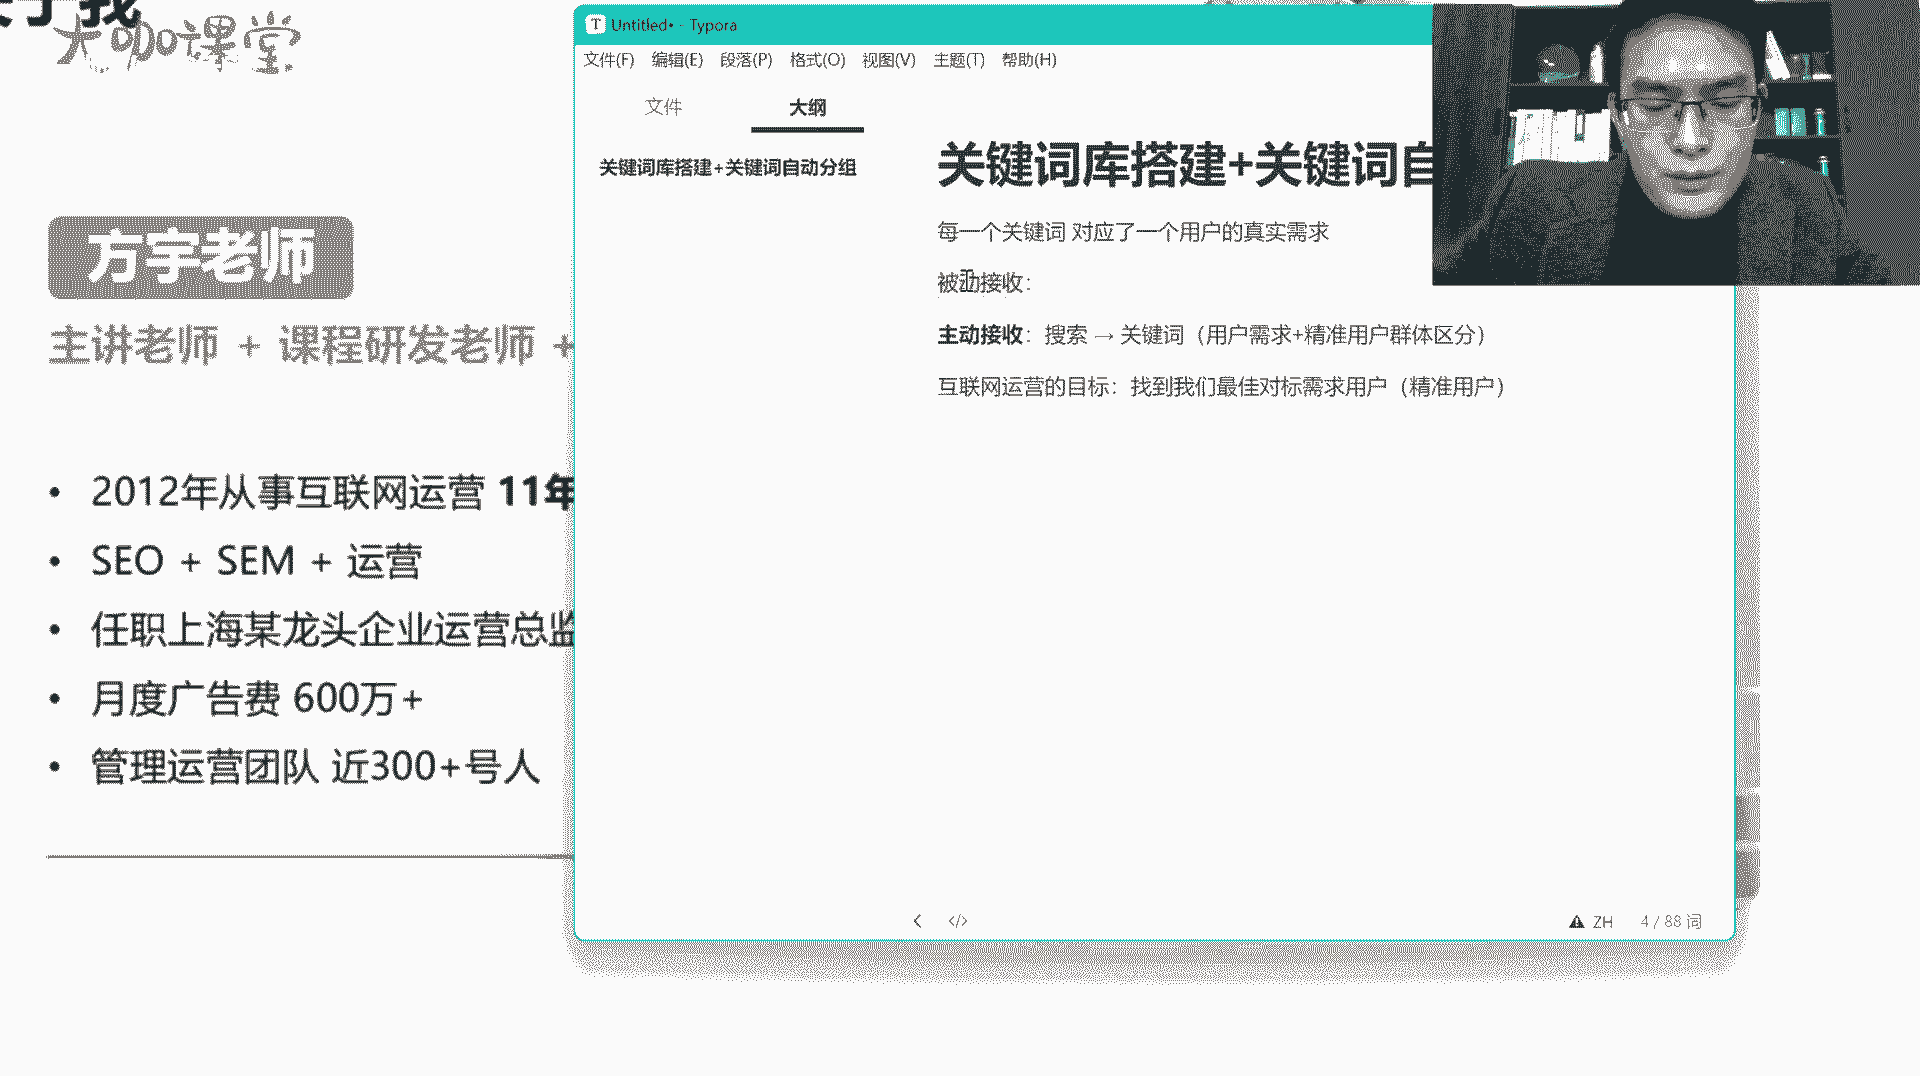 大咖课堂
方宇老师
主讲老师 + 课程研发老师 +
• 2012年从事互联网运营 11年
• SEO + SEM + 运营
• 任职上海某龙头企业运营总监
• 月度广告费 600万+
• 管理运营团队 近300+号人
Untitled• - Typora
文件(F) 编辑(E) 段落(P) 格式(O) 视图(V) 主题(T) 帮助(H)
文件 大纲
关键词库搭建+关键词自动分组
关键词库搭建+关键词自
每一个关键词 对应了一个用户的真实需求
被动接收：
主动接收：搜索 → 关键词（用户需求+精准用户群体区分）
互联网运营的目标：找到我们最佳对标需求用户（精准用户）
ZH 4 / 88 词